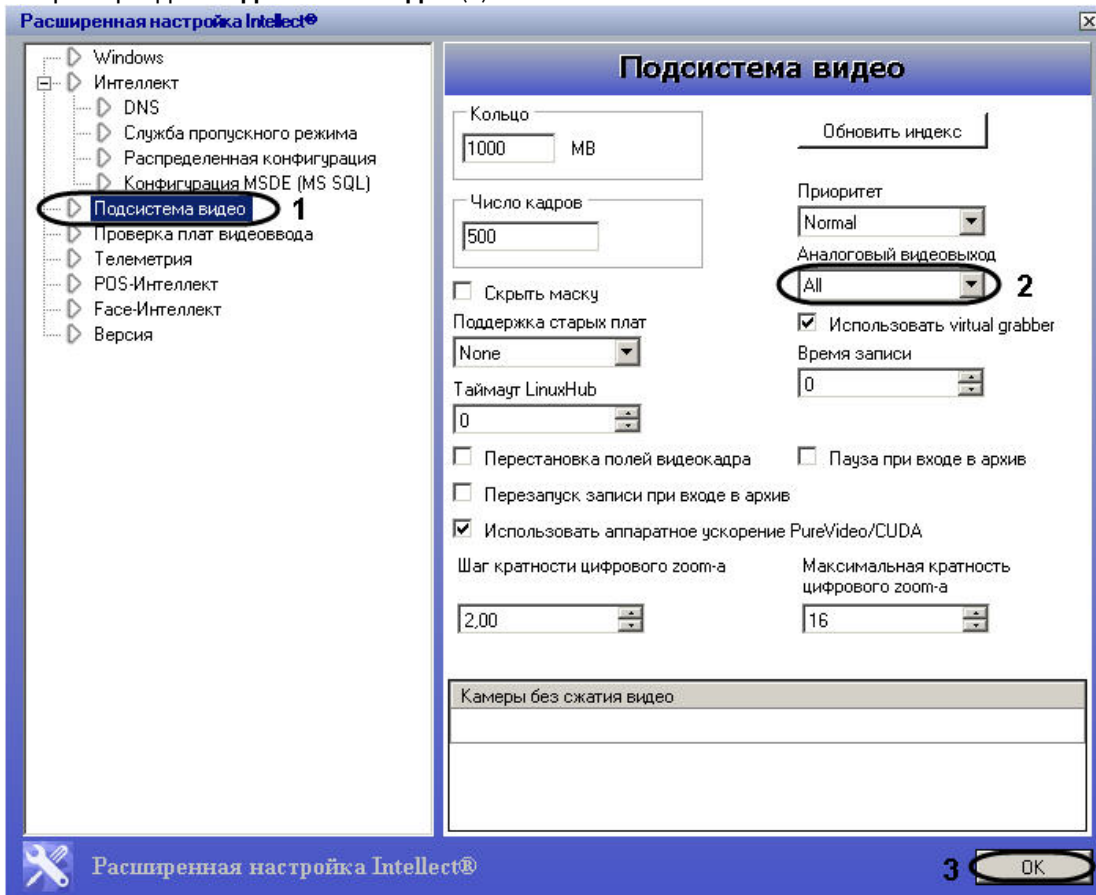 Расширенная настройка Intellect®
Windows
Интеллект
DNS
Служба пропускного режима
Распределенная конфигурация
Конфигурация MSDE (MS SQL)
Подсистема видео 1
Проверка плат видеоввода
Телеметрия
POS-Интеллект
Face-Интеллект
Версия
Подсистема видео
Кольцо
1000 MB
Обновить индекс
Число кадров
500
Приоритет
Normal
Аналоговый видеовыход
All 2
Скрыть маску
Использовать virtual grabber
Поддержка старых плат
None
Время записи
0
Таймаут LinuxHub
0
Перестановка полей видеокадра
Пауза при входе в архив
Перезапуск записи при входе в архив
Использовать аппаратное ускорение PureVideo/CUDA
Шаг кратности цифрового zoom-а
2,00
Максимальная кратность
цифрового zoom-а
16
Камеры без сжатия видео
Расширенная настройка Intellect®
3 OK